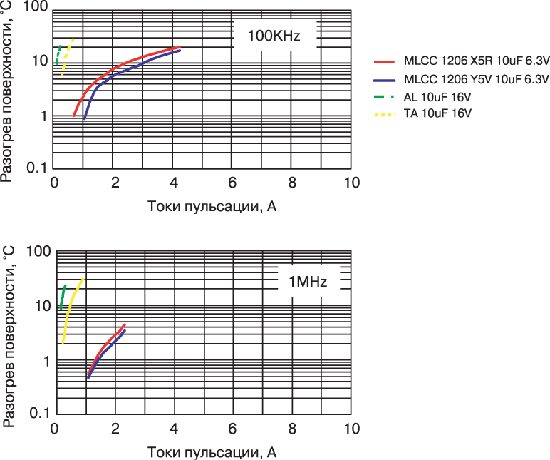 Разогрев поверхности, °С
100
10
1
0.1
100KHz
0 2 4 6 8 10
Токи пульсации, А
MLCC 1206 X5R 10uF 6.3V
MLCC 1206 Y5V 10uF 6.3V
AL 10uF 16V
TA 10uF 16V
Разогрев поверхности, °С
100
10
1
0.1
1MHz
0 2 4 6 8 10
Токи пульсации, А